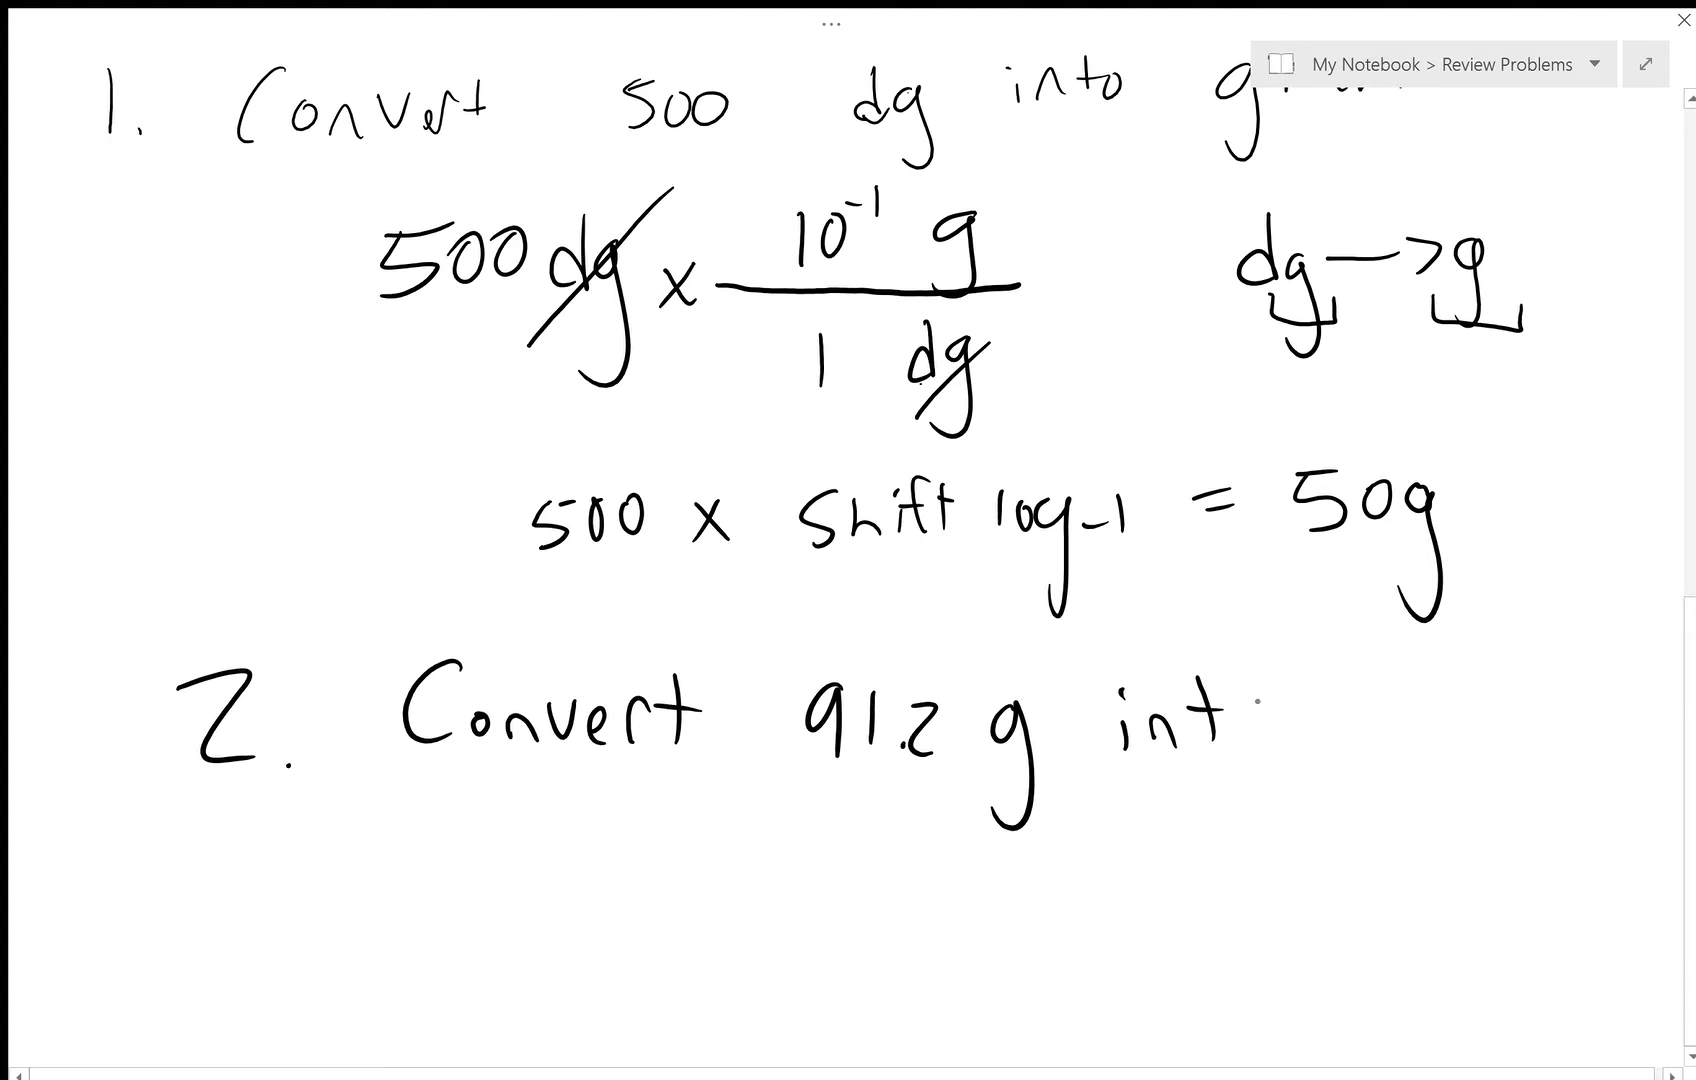 ...
My Notebook > Review Problems
1. Convert 500 dg into
500 dg x 10⁻¹ g / 1 dg
dg —> g
500 x shift log -1 = 50g
2. Convert 91.2 g int